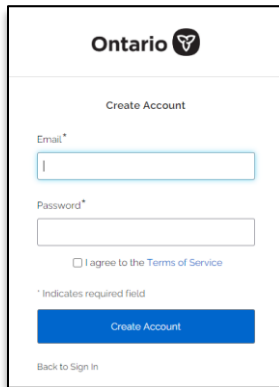 Ontario
Create Account
Email*
Password*
I agree to the Terms of Service
* Indicates required field
Create Account
Back to Sign In